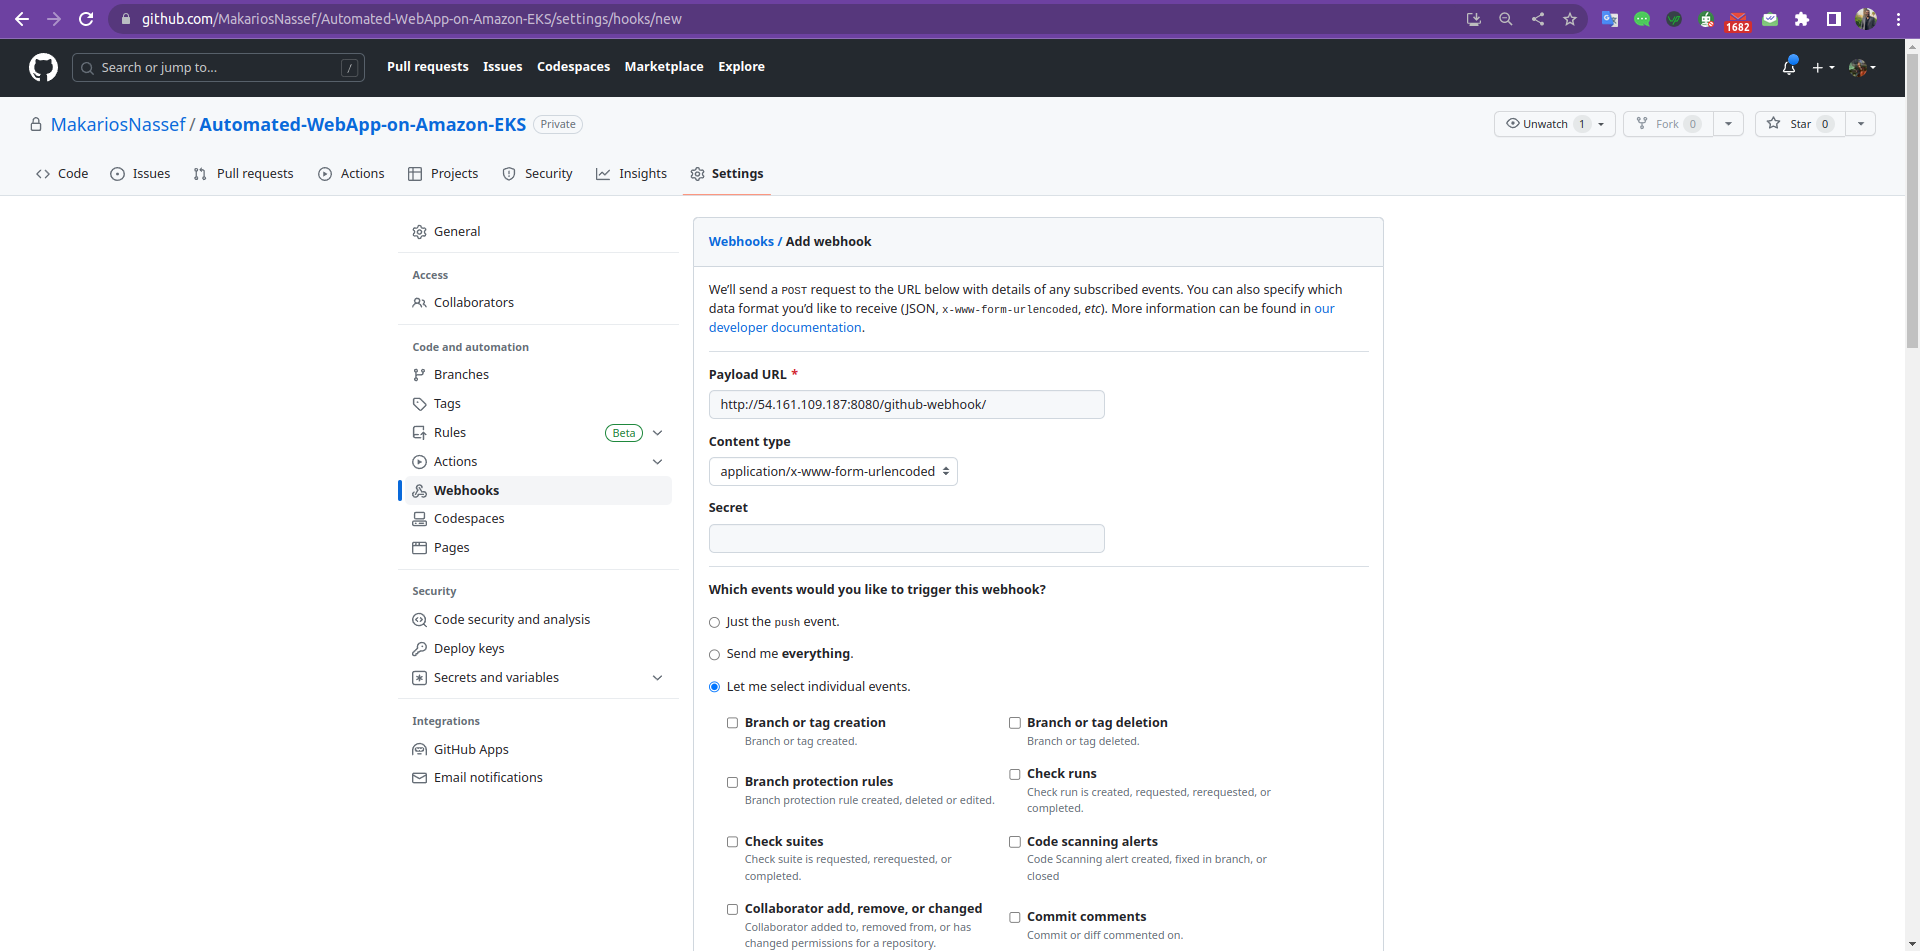 github.com/MakariosNassef/Automated-WebApp-on-Amazon-EKS/settings/hooks/new
1682
Search or jump to...
/
Pull requests Issues Codespaces Marketplace Explore
MakariosNassef / Automated-WebApp-on-Amazon-EKS Private
Unwatch 1 Fork 0 Star 0
Code Issues Pull requests Actions Projects Security Insights Settings
General
Access
Collaborators
Code and automation
Branches
Tags
Rules Beta
Actions
Webhooks
Codespaces
Pages
Security
Code security and analysis
Deploy keys
Secrets and variables
Integrations
GitHub Apps
Email notifications
Webhooks / Add webhook
We’ll send a POST request to the URL below with details of any subscribed events. You can also specify which
data format you’d like to receive (JSON, x-www-form-urlencoded, etc). More information can be found in our
developer documentation.
Payload URL *
http://54.161.109.187:8080/github-webhook/
Content type
application/x-www-form-urlencoded
Secret
Which events would you like to trigger this webhook?
Just the push event.
Send me everything.
Let me select individual events.
Branch or tag creation
Branch or tag created.
Branch or tag deletion
Branch or tag deleted.
Branch protection rules
Branch protection rule created, deleted or edited.
Check runs
Check run is created, requested, rerequested, or
completed.
Check suites
Check suite is requested, rerequested, or
completed.
Code scanning alerts
Code Scanning alert created, fixed in branch, or
closed
Collaborator add, remove, or changed
Collaborator added to, removed from, or has
changed permissions for a repository.
Commit comments
Commit or diff commented on.